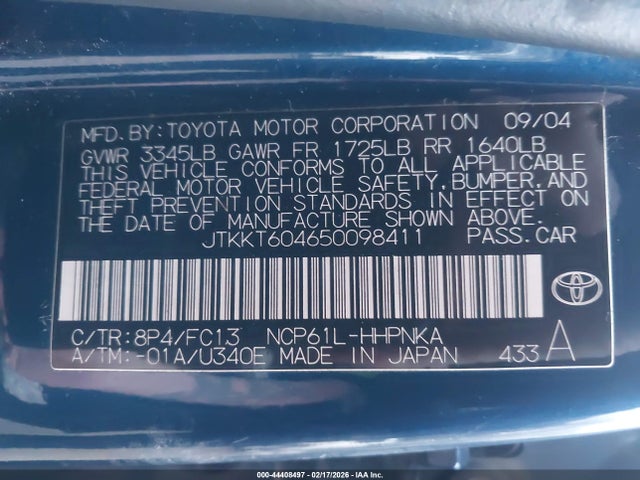 MFD.BY:TOYOTA MOTOR CORPORATION 09/04
GVWR 3345LB GAWR FR 1725LB RR 1640LB
THIS VEHICLE CONFORMS TO ALL APPLICABLE
FEDERAL MOTOR VEHICLE SAFETY,BUMPER,AND
THEFT PREVENTION STANDARDS IN EFFECT ON
THE DATE OF MANUFACTURE SHOWN ABOVE.
JTKKT604650098411 PASS.CAR
C/TR:8P4/FC13 NCP61L-HHPNKA
A/TM:-01A/U340E MADE IN JAPAN 433 A
000-44408497 - 02/17/2026 - IAA Inc.